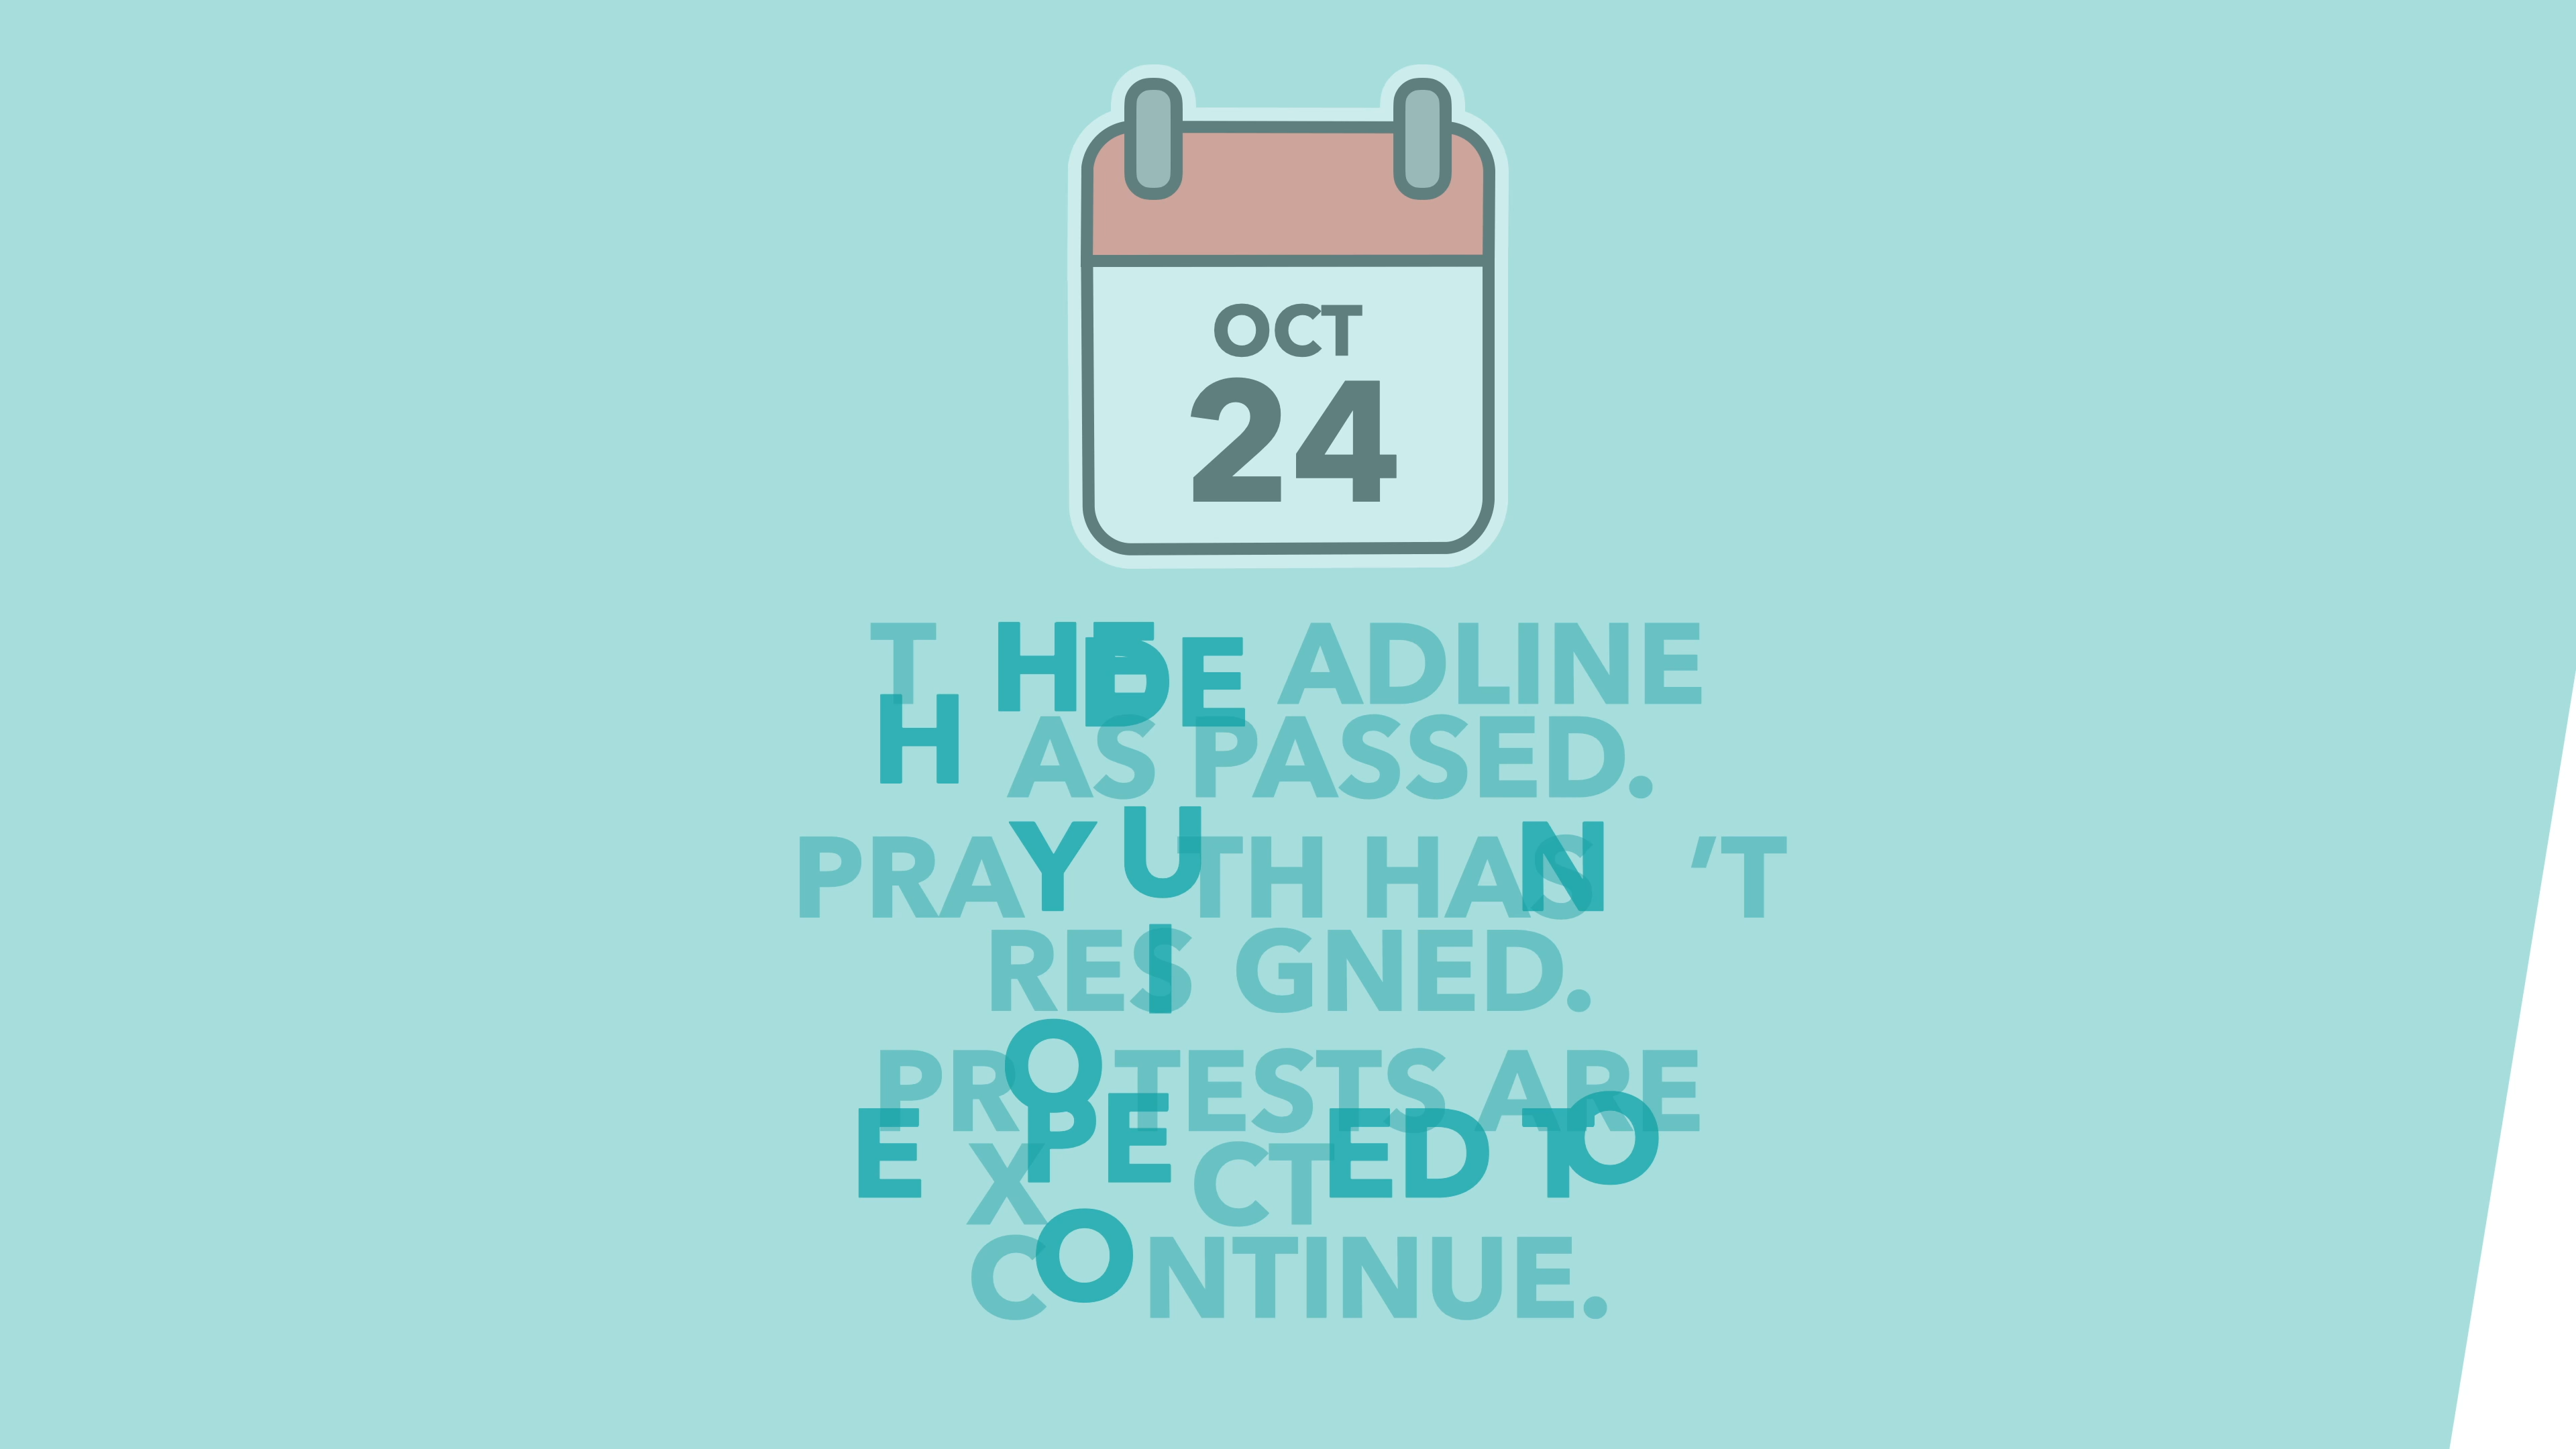 OCT
24
THE DEADLINE
HAS PASSED.
PRAYUTH HASN'T
RESIGNED.
PROTESTS ARE
EXPECTED TO
CONTINUE.